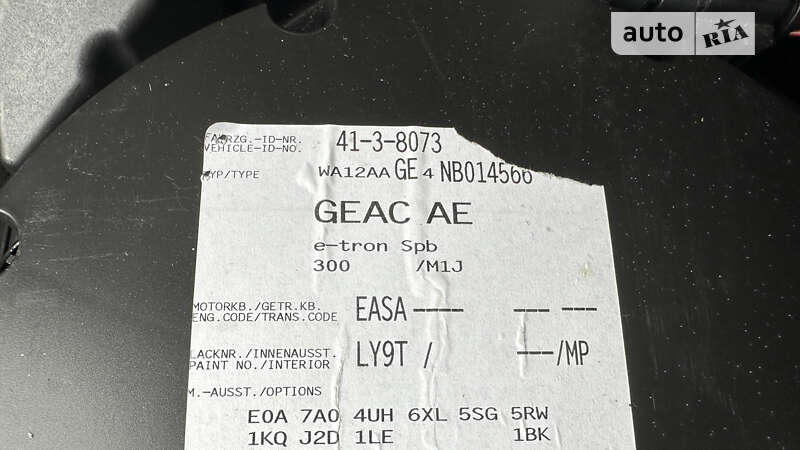 auto RIA
FAHRZG.-ID-NR. 41-3-8073
VEHICLE-ID-NO.
TYP/TYPE WA12AA GE 4 NB014566
GEAC AE
e-tron Spb
300 /M1J
MOTORKB./GETR.KB. EASA ---- --- ---
ENG.CODE/TRANS.CODE
LACKNR./INNENAUSST. LY9T / ---/MP
PAINT NO./INTERIOR
M.-AUSST./OPTIONS
E0A 7A0 4UH 6XL 5SG 5RW
1KQ J2D 1LE 1BK